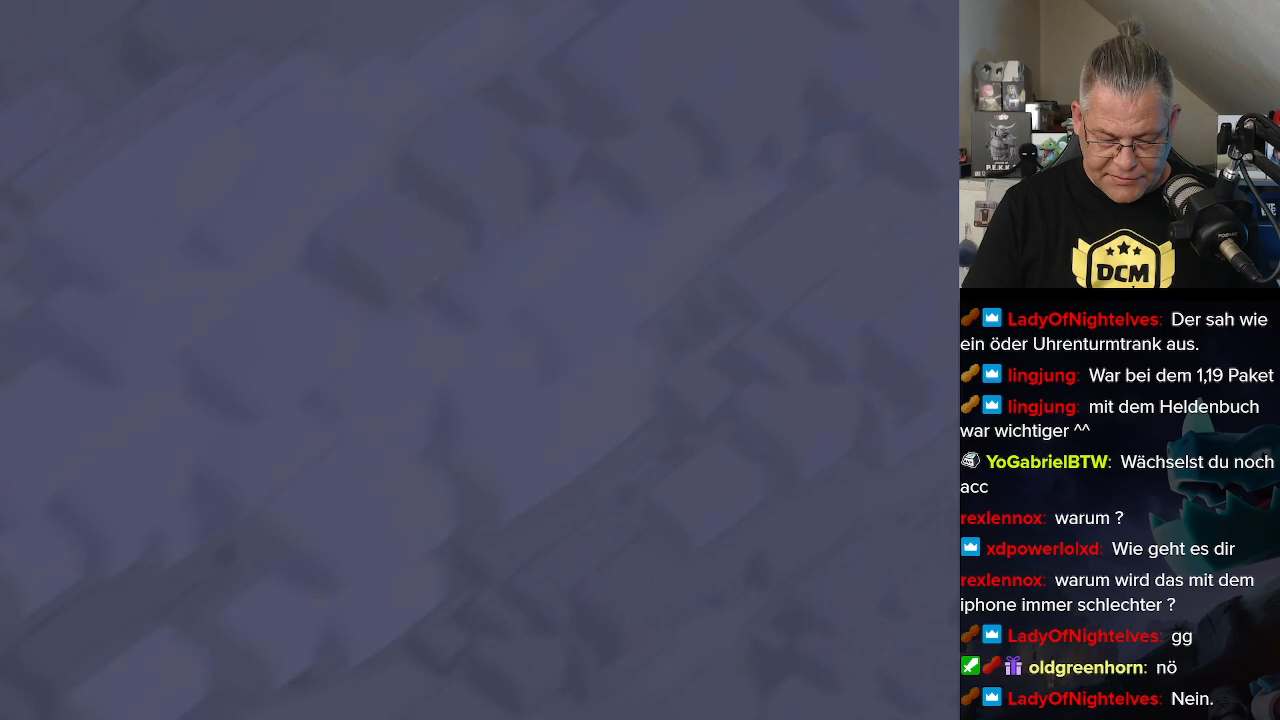 P.E.K.K
DCM
LadyOfNightelves: Der sah wie
ein öder Uhrenturmtrank aus.
lingjung: War bei dem 1,19 Paket
lingjung: mit dem Heldenbuch
war wichtiger ^^
YoGabrielBTW: Wächselst du noch
acc
rexlennox: warum ?
xdpowerlolxd: Wie geht es dir
rexlennox: warum wird das mit dem
iphone immer schlechter ?
LadyOfNightelves: gg
oldgreenhorn: nö
LadyOfNightelves: Nein.